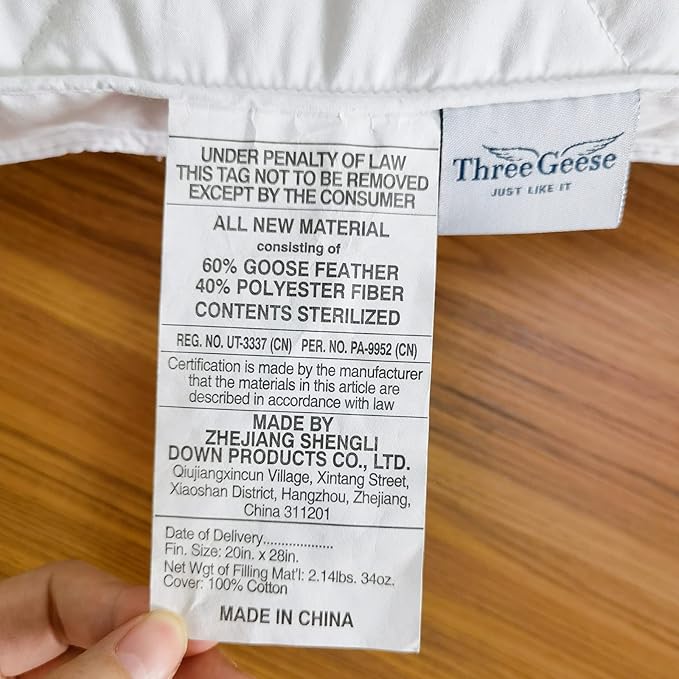 UNDER PENALTY OF LAW
THIS TAG NOT TO BE REMOVED
EXCEPT BY THE CONSUMER
ALL NEW MATERIAL
consisting of
60% GOOSE FEATHER
40% POLYESTER FIBER
CONTENTS STERILIZED
REG. NO. UT-3337 (CN) PER. NO. PA-9952 (CN)
Certification is made by the manufacturer
that the materials in this article are
described in accordance with law
MADE BY
ZHEJIANG SHENGLI
DOWN PRODUCTS CO., LTD.
Qiujiangxincun Village, Xintang Street,
Xiaoshan District, Hangzhou, Zhejiang,
China 311201
Date of Delivery...................
Fin. Size: 20in. x 28in.
Net Wgt of Filling Mat'l: 2.14lbs. 34oz.
Cover: 100% Cotton
MADE IN CHINA
Three Geese
JUST LIKE IT